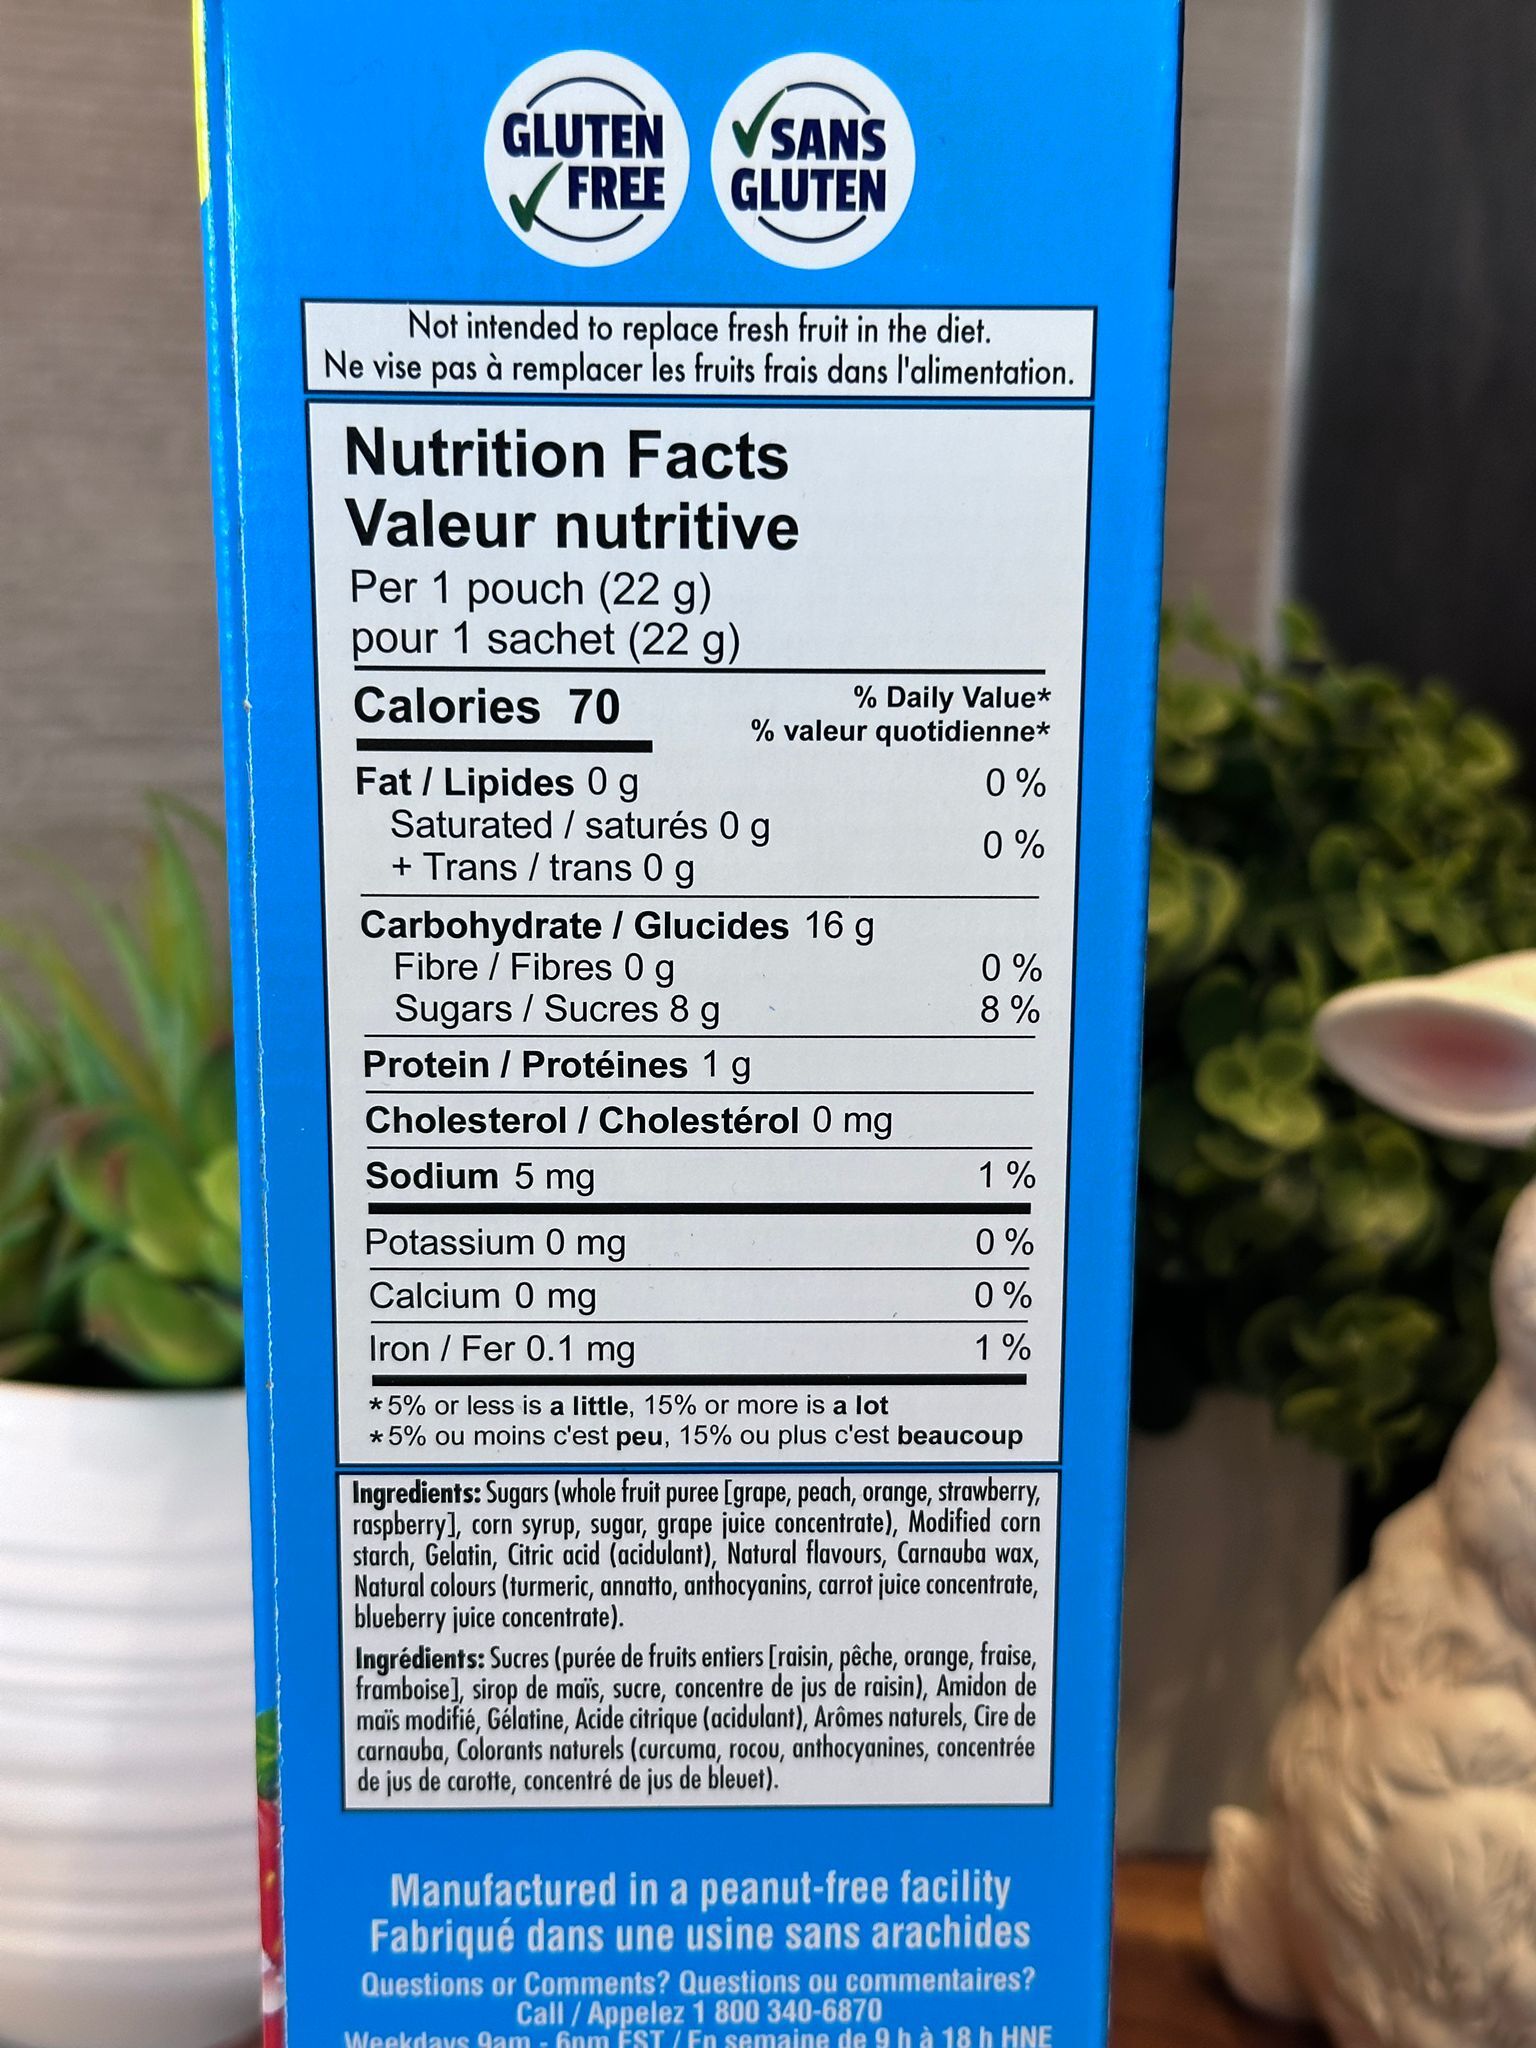 GLUTEN
FREE
SANS
GLUTEN
Not intended to replace fresh fruit in the diet.
Ne vise pas à remplacer les fruits frais dans l'alimentation.
Nutrition Facts
Valeur nutritive
Per 1 pouch (22 g)
pour 1 sachet (22 g)
Calories 70
% Daily Value*
% valeur quotidienne*
Fat / Lipides 0 g 0 %
Saturated / saturés 0 g
+ Trans / trans 0 g 0 %
Carbohydrate / Glucides 16 g
Fibre / Fibres 0 g 0 %
Sugars / Sucres 8 g 8 %
Protein / Protéines 1 g
Cholesterol / Cholestérol 0 mg
Sodium 5 mg 1 %
Potassium 0 mg 0 %
Calcium 0 mg 0 %
Iron / Fer 0.1 mg 1 %
*5% or less is a little, 15% or more is a lot
*5% ou moins c'est peu, 15% ou plus c'est beaucoup
Ingredients: Sugars (whole fruit puree [grape, peach, orange, strawberry,
raspberry], corn syrup, sugar, grape juice concentrate), Modified corn
starch, Gelatin, Citric acid (acidulant), Natural flavours, Carnauba wax,
Natural colours (turmeric, annatto, anthocyanins, carrot juice concentrate,
blueberry juice concentrate).
Ingrédients: Sucres (purée de fruits entiers [raisin, pêche, orange, fraise,
framboise], sirop de maïs, sucre, concentre de jus de raisin), Amidon de
maïs modifié, Gélatine, Acide citrique (acidulant), Arômes naturels, Cire de
carnauba, Colorants naturels (curcuma, rocou, anthocyanines, concentrée
de jus de carotte, concentré de jus de bleuet).
Manufactured in a peanut-free facility
Fabriqué dans une usine sans arachides
Questions or Comments? Questions ou commentaires?
Call / Appelez 1 800 340-6870
Weekdays 9am - 6pm EST / En semaine de 9 h à 18 h HNE